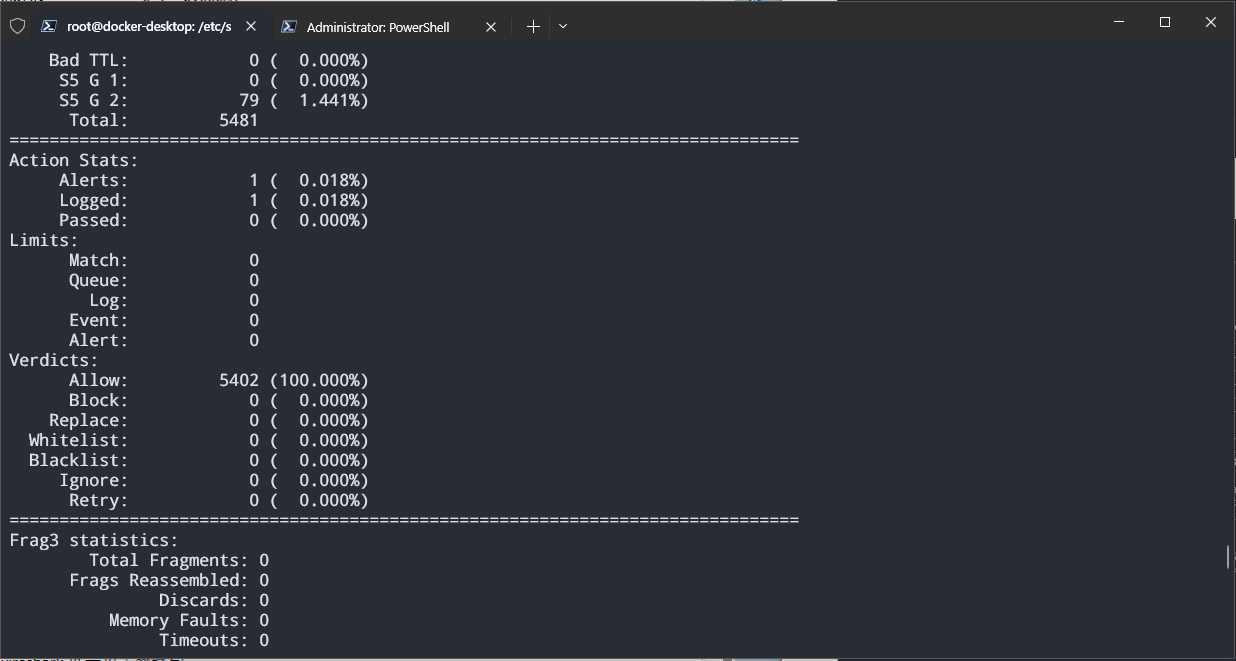 root@docker-desktop: /etc/s
Administrator: PowerShell
Bad TTL: 0 ( 0.000%)
S5 G 1: 0 ( 0.000%)
S5 G 2: 79 ( 1.441%)
Total: 5481
===============================================================================
Action Stats:
Alerts: 1 ( 0.018%)
Logged: 1 ( 0.018%)
Passed: 0 ( 0.000%)
Limits:
Match: 0
Queue: 0
Log: 0
Event: 0
Alert: 0
Verdicts:
Allow: 5402 (100.000%)
Block: 0 ( 0.000%)
Replace: 0 ( 0.000%)
Whitelist: 0 ( 0.000%)
Blacklist: 0 ( 0.000%)
Ignore: 0 ( 0.000%)
Retry: 0 ( 0.000%)
===============================================================================
Frag3 statistics:
Total Fragments: 0
Frags Reassembled: 0
Discards: 0
Memory Faults: 0
Timeouts: 0